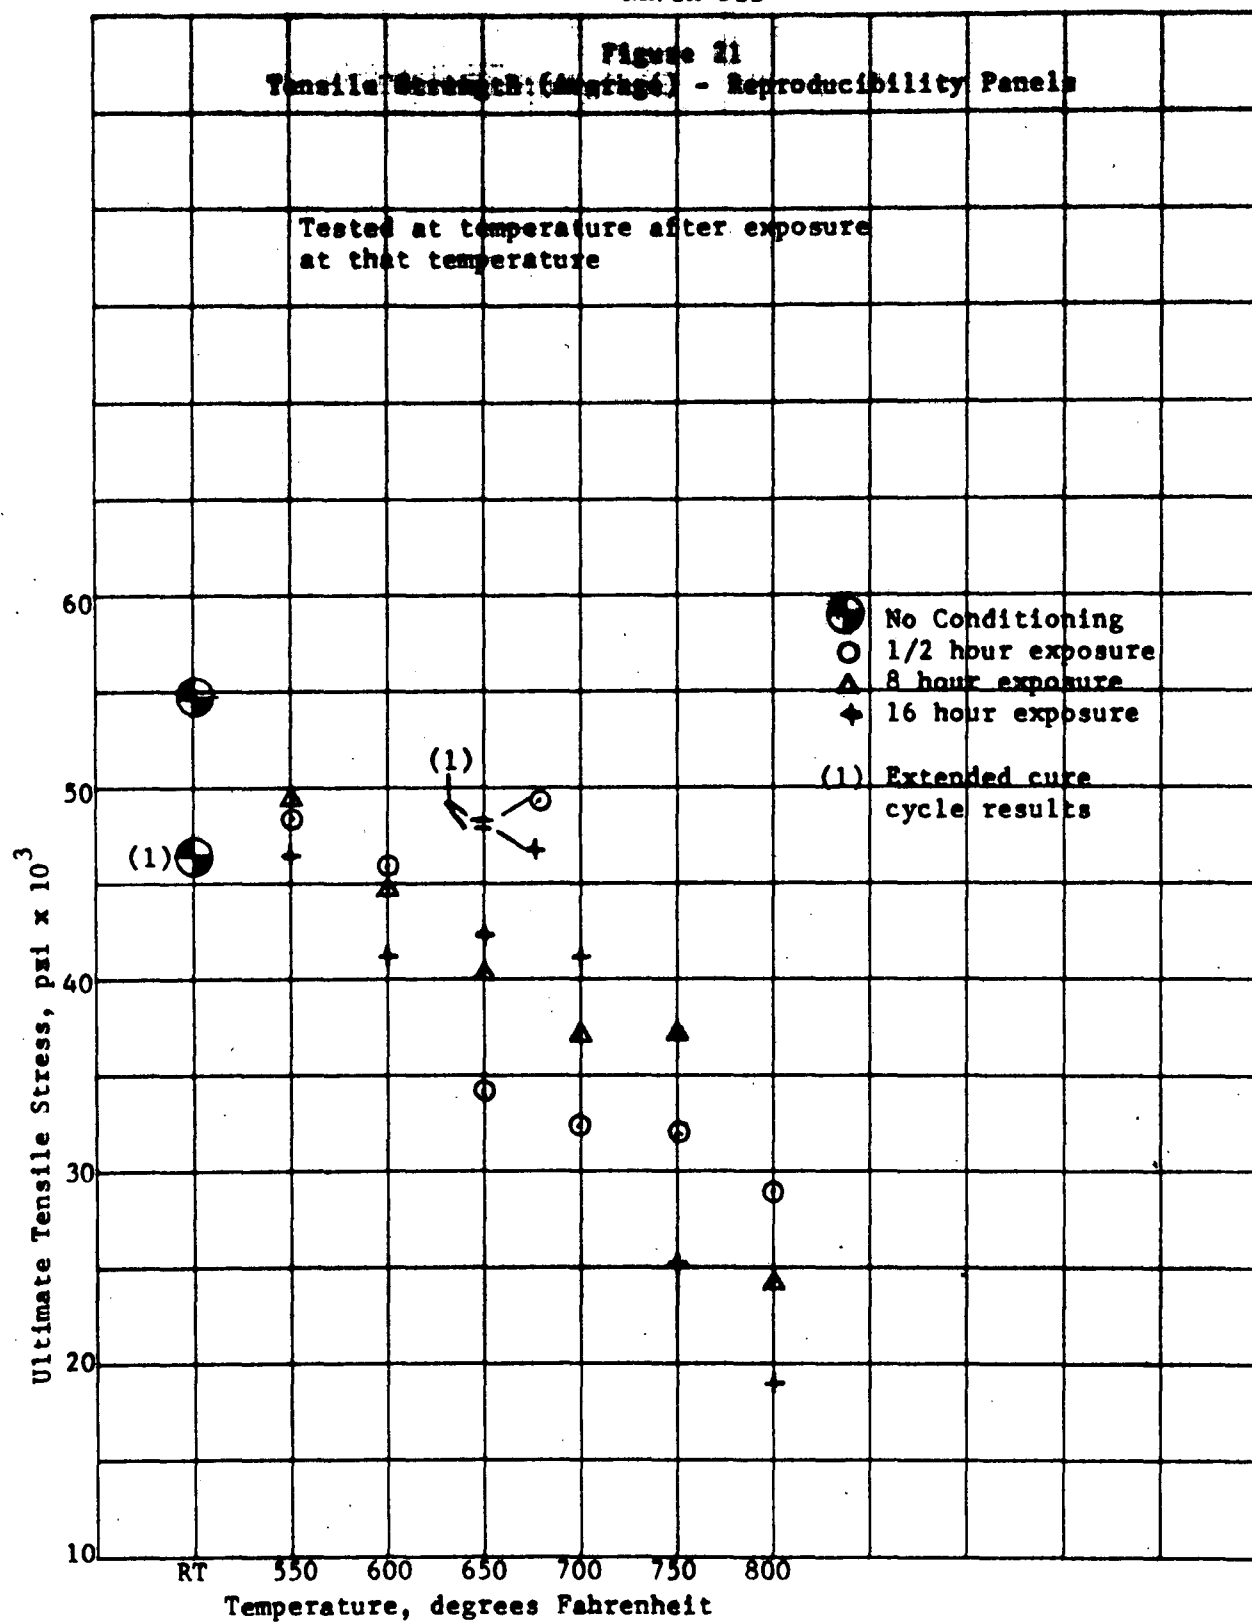 Figure 21
Tensile Strength (Average) - Reproducibility Panels
Tested at temperature after exposure
at that temperature
60
No Conditioning
1/2 hour exposure
8 hour exposure
16 hour exposure
(1)
50
(1) Extended cure
cycle results
(1)
40
30
20
10
Ultimate Tensile Stress, psi x 10³
RT 550 600 650 700 750 800
Temperature, degrees Fahrenheit